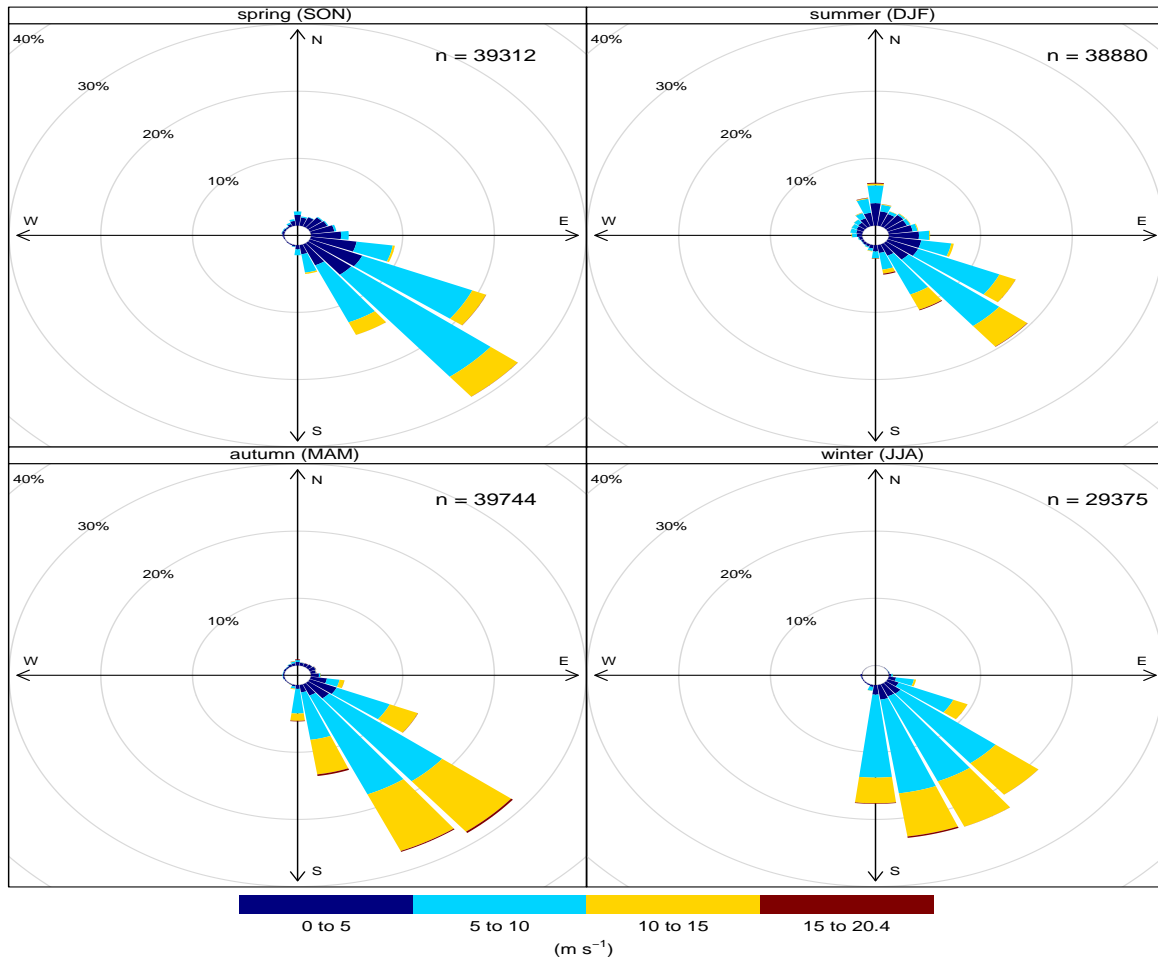 spring (SON)
40%
30%
20%
10%
N
W
E
S
n = 39312
summer (DJF)
40%
30%
20%
10%
N
W
E
S
n = 38880
autumn (MAM)
40%
30%
20%
10%
N
W
E
S
n = 39744
winter (JJA)
40%
30%
20%
10%
N
W
E
S
n = 29375
0 to 5 5 to 10 10 to 15 15 to 20.4
(m s⁻¹)